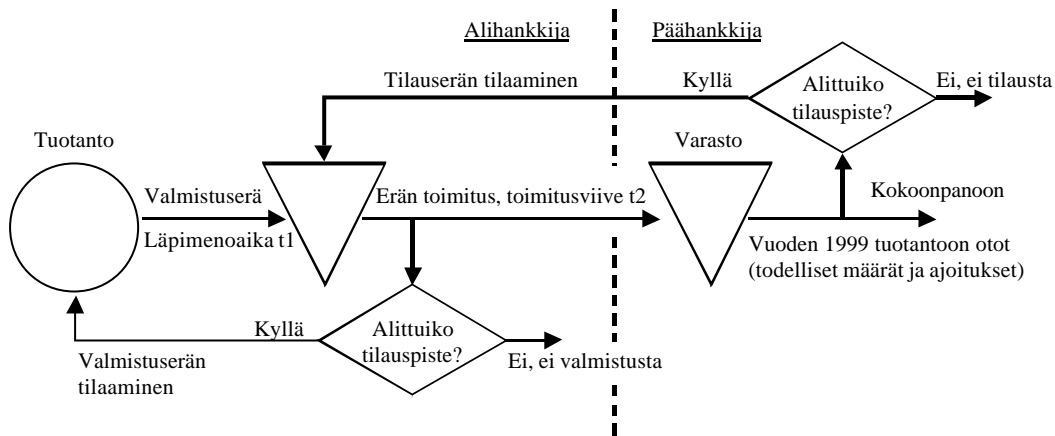 Alihankkija
Päähankkija
Tilauserän tilaaminen
Kyllä
Alittuiko
tilauspiste?
Ei, ei tilausta
Tuotanto
Varasto
Valmistuserä
Läpimenoaika t1
Erän toimitus, toimitusviive t2
Kokoonpanoon
Vuoden 1999 tuotantoon otot
(todelliset määrät ja ajoitukset)
Kyllä
Alittuiko
tilauspiste?
Ei, ei valmistusta
Valmistuserän
tilaaminen